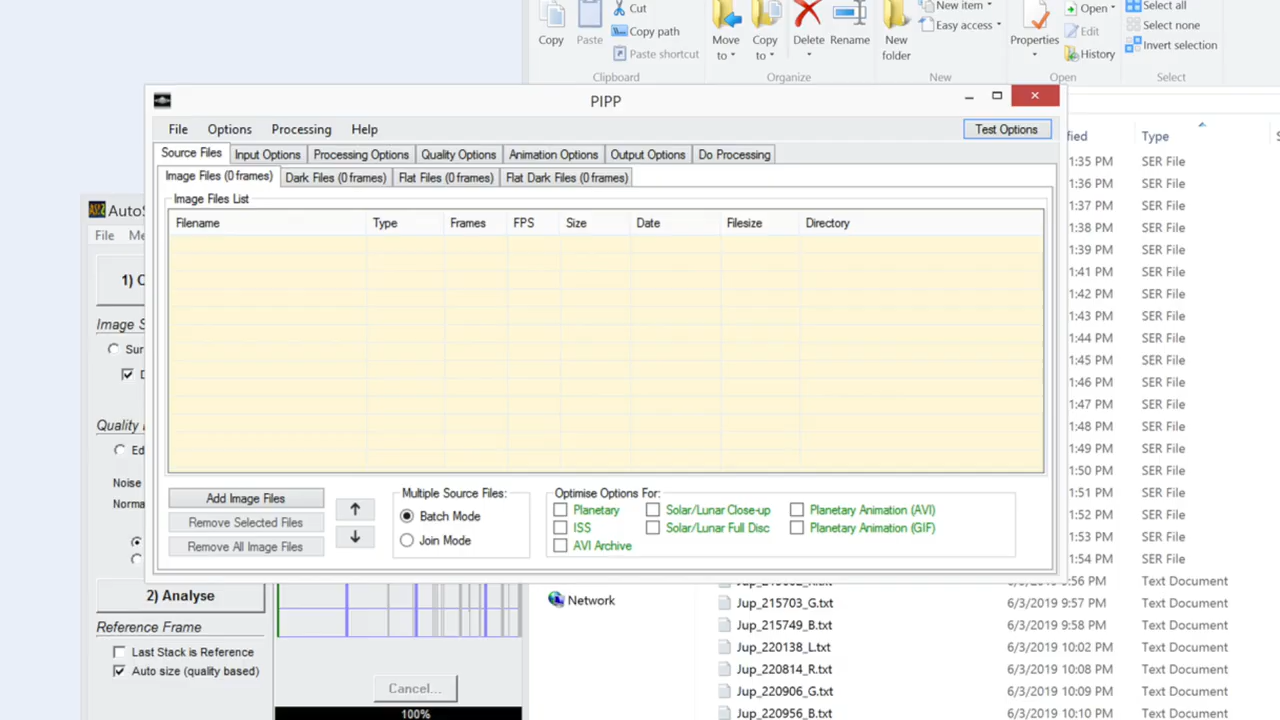 Cut
Copy path
Paste shortcut
Copy
Paste
Clipboard
Move to
Copy to
Delete
Rename
Organize
New item
Easy access
New folder
New
Properties
Open
Edit
History
Open
Select all
Select none
Invert selection
Select
PIPP
File Options Processing Help
Test Options
Source Files Input Options Processing Options Quality Options Animation Options Output Options Do Processing
Image Files (0 frames) Dark Files (0 frames) Flat Files (0 frames) Flat Dark Files (0 frames)
Image Files List
Filename Type Frames FPS Size Date Filesize Directory
Add Image Files
Remove Selected Files
Remove All Image Files
Multiple Source Files:
Batch Mode
Join Mode
Optimise Options For:
Planetary Solar/Lunar Close-up Planetary Animation (AVI)
ISS Solar/Lunar Full Disc Planetary Animation (GIF)
AVI Archive
Type
1:35 PM SER File
1:36 PM SER File
1:37 PM SER File
1:38 PM SER File
1:39 PM SER File
1:41 PM SER File
1:42 PM SER File
1:43 PM SER File
1:44 PM SER File
1:45 PM SER File
1:46 PM SER File
1:47 PM SER File
1:48 PM SER File
1:49 PM SER File
1:50 PM SER File
1:51 PM SER File
1:52 PM SER File
1:53 PM SER File
1:54 PM SER File
Text Document
Network
Jup_215703_G.txt 6/3/2019 9:57 PM Text Document
Jup_215749_B.txt 6/3/2019 9:58 PM Text Document
Jup_220138_L.txt 6/3/2019 10:02 PM Text Document
Jup_220814_R.txt 6/3/2019 10:08 PM Text Document
Jup_220906_G.txt 6/3/2019 10:09 PM Text Document
Jup_220956_B.txt 6/3/2019 10:10 PM Text Document
File
1)
Image
Quality
Noise
2) Analyse
Reference Frame
Last Stack is Reference
Auto size (quality based)
Cancel...
100%